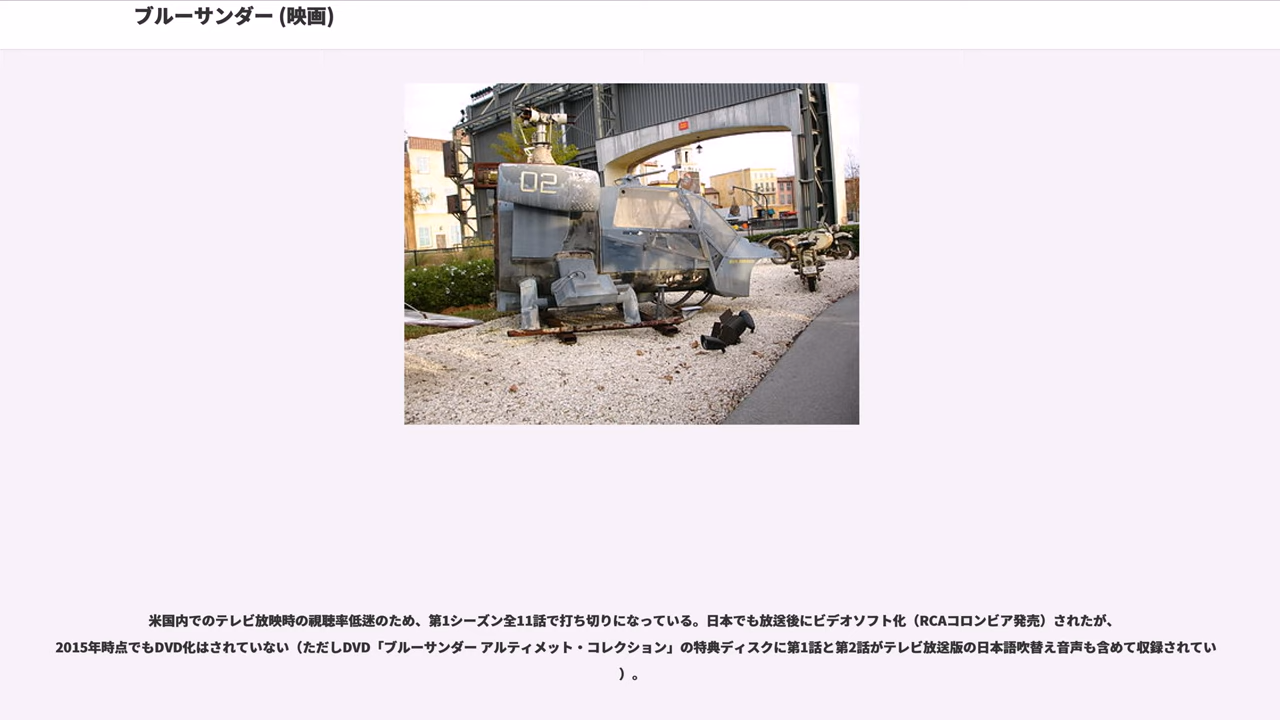 ブルーサンダー (映画)
02
米国内でのテレビ放映時の視聴率低迷のため、第1シーズン全11話で打ち切りになっている。日本でも放送後にビデオソフト化（RCAコロンビア発売）されたが、
2015年時点でもDVD化はされていない（ただしDVD「ブルーサンダー アルティメット・コレクション」の特典ディスクに第1話と第2話がテレビ放送版の日本語吹替え音声も含めて収録されてい
）。